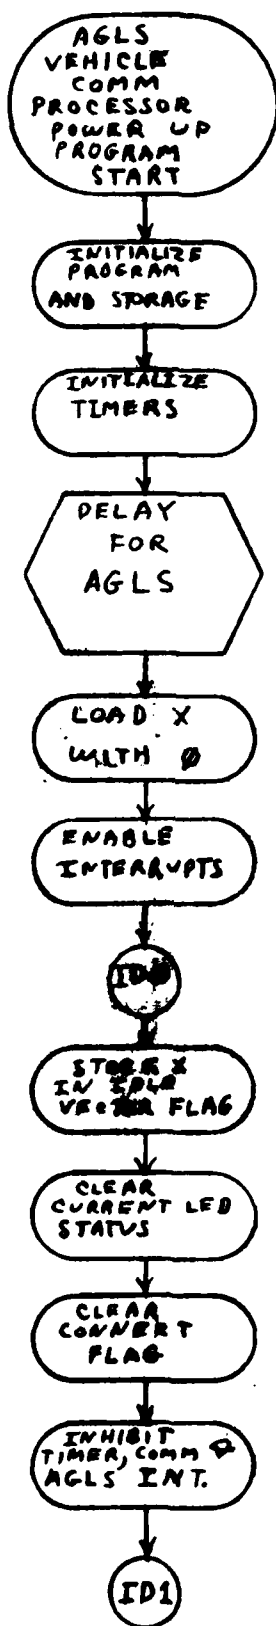 AGLS
VEHICLE
COMM
PROCESSOR
POWER UP
PROGRAM
START
INITIALIZE
PROGRAM
AND STORAGE
INITIALIZE
TIMERS
DELAY
FOR
AGLS
LOAD X
WITH Ø
ENABLE
INTERRUPTS
IDØ
STORE X
IN IDLE
VECTOR FLAG
CLEAR
CURRENT LED
STATUS
CLEAR
CONNERT
FLAG
INHIBIT
TIMER, COMM &
AGLS INT.
ID1